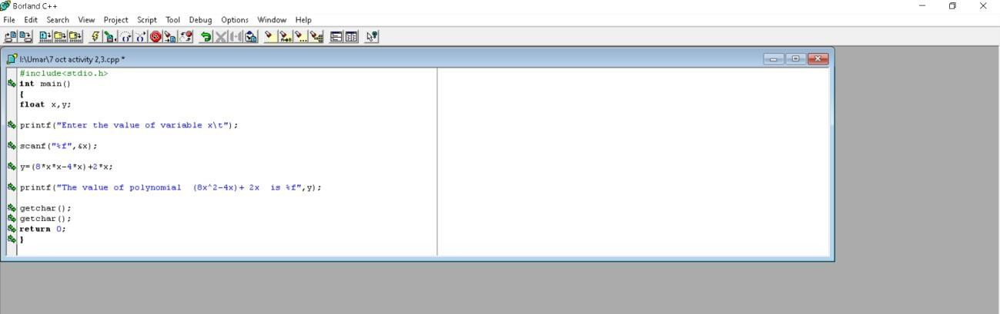 Borland C++
File Edit Search View Project Script Tool Debug Options Window Help
I:\Umar\7 oct activity 2,3.cpp *
#include<stdio.h>
int main()
{
float x,y;
printf("Enter the value of variable x\t");
scanf("%f",&x);
y=(8*x*x-4*x)+2*x;
printf("The value of polynomial  (8x^2-4x)+ 2x  is %f",y);
getchar();
getchar();
return 0;
}